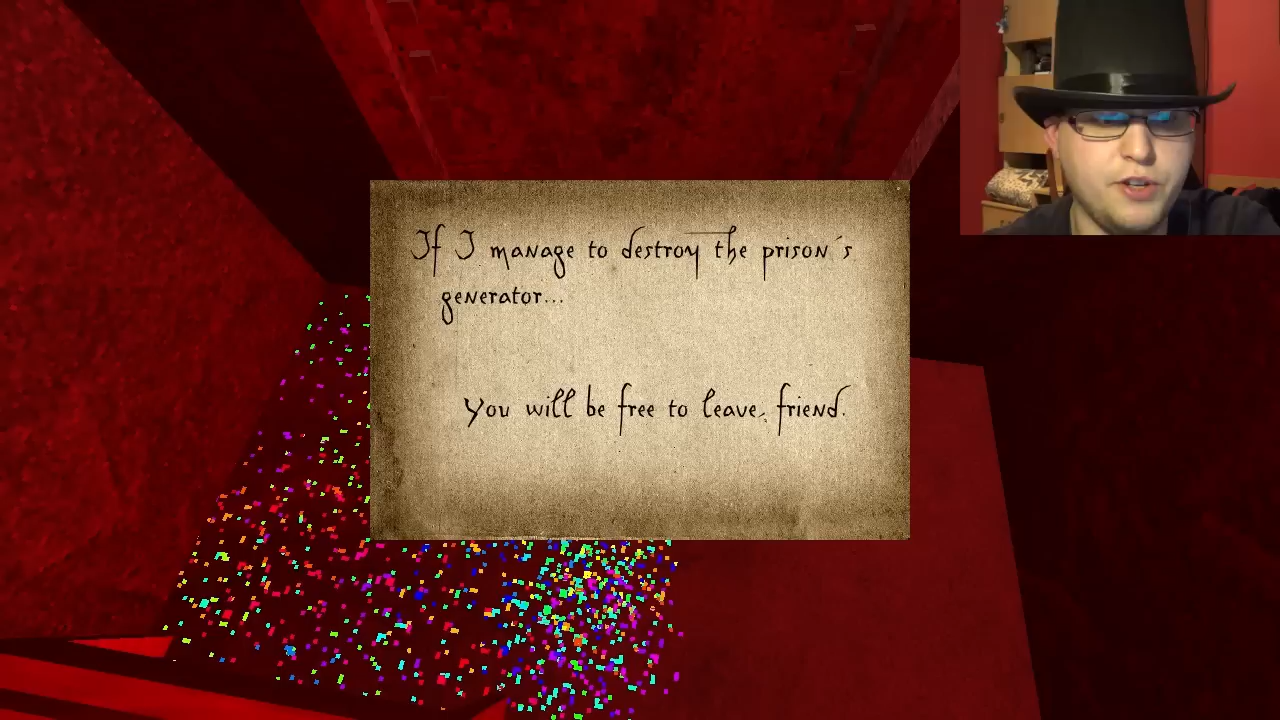 If I manage to destroy the prison´s
generator...
You will be free to leave, friend.